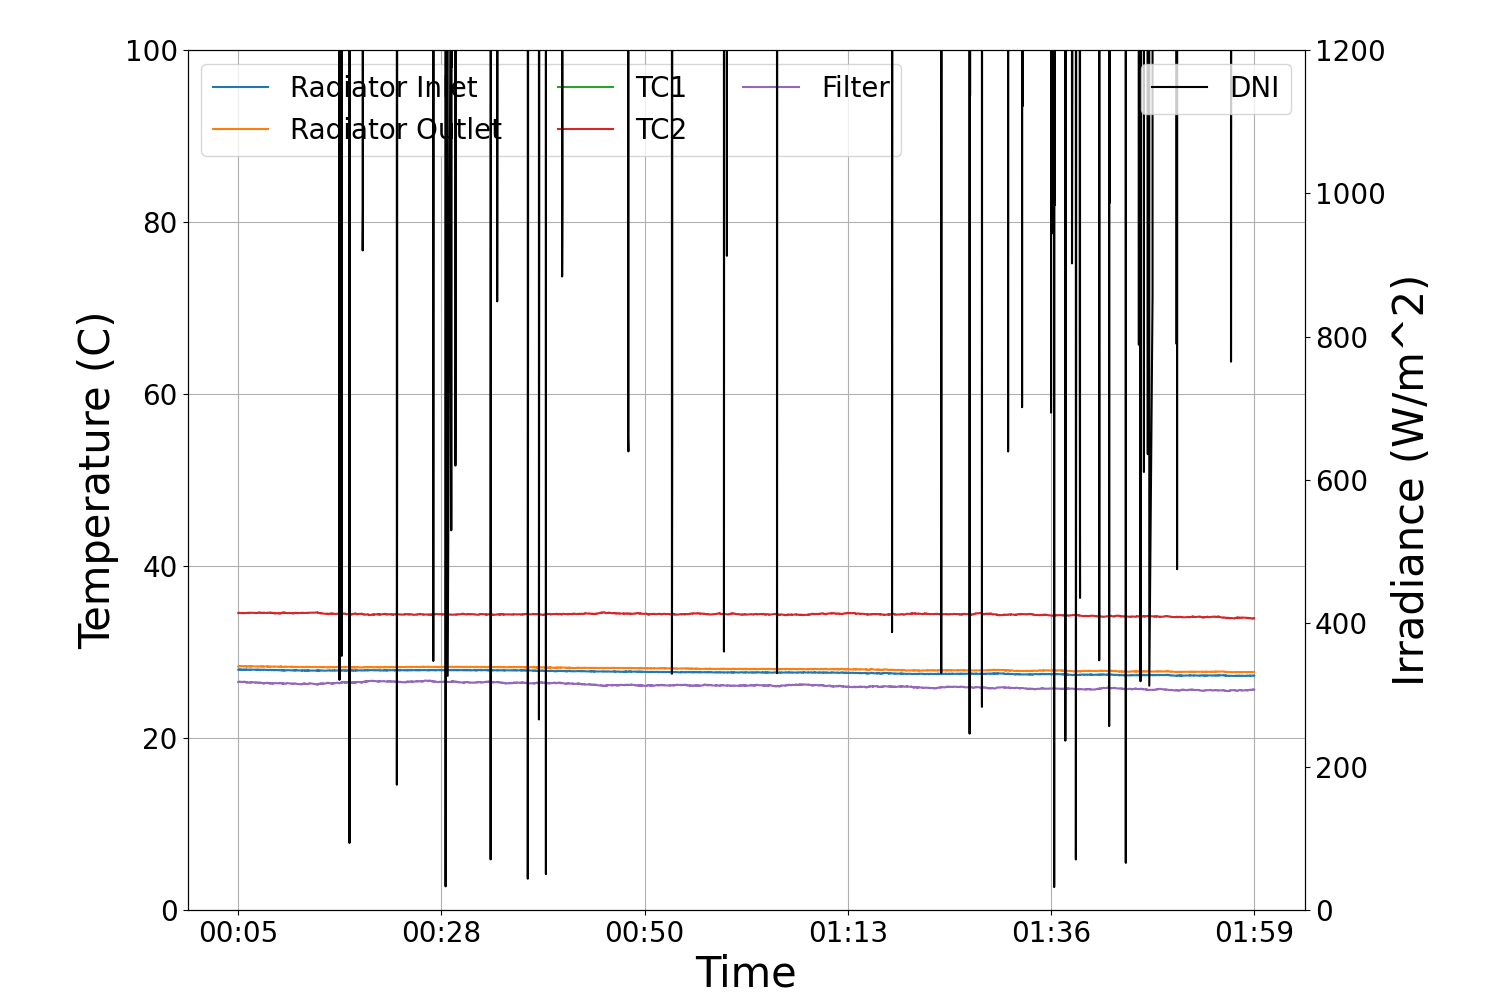 100
80
60
40
20
0
Temperature (C)
Radiator Inlet
Radiator Outlet
TC1
TC2
Filter
DNI
1200
1000
800
600
400
200
0
Irradiance (W/m^2)
00:05
00:28
00:50
01:13
01:36
01:59
Time